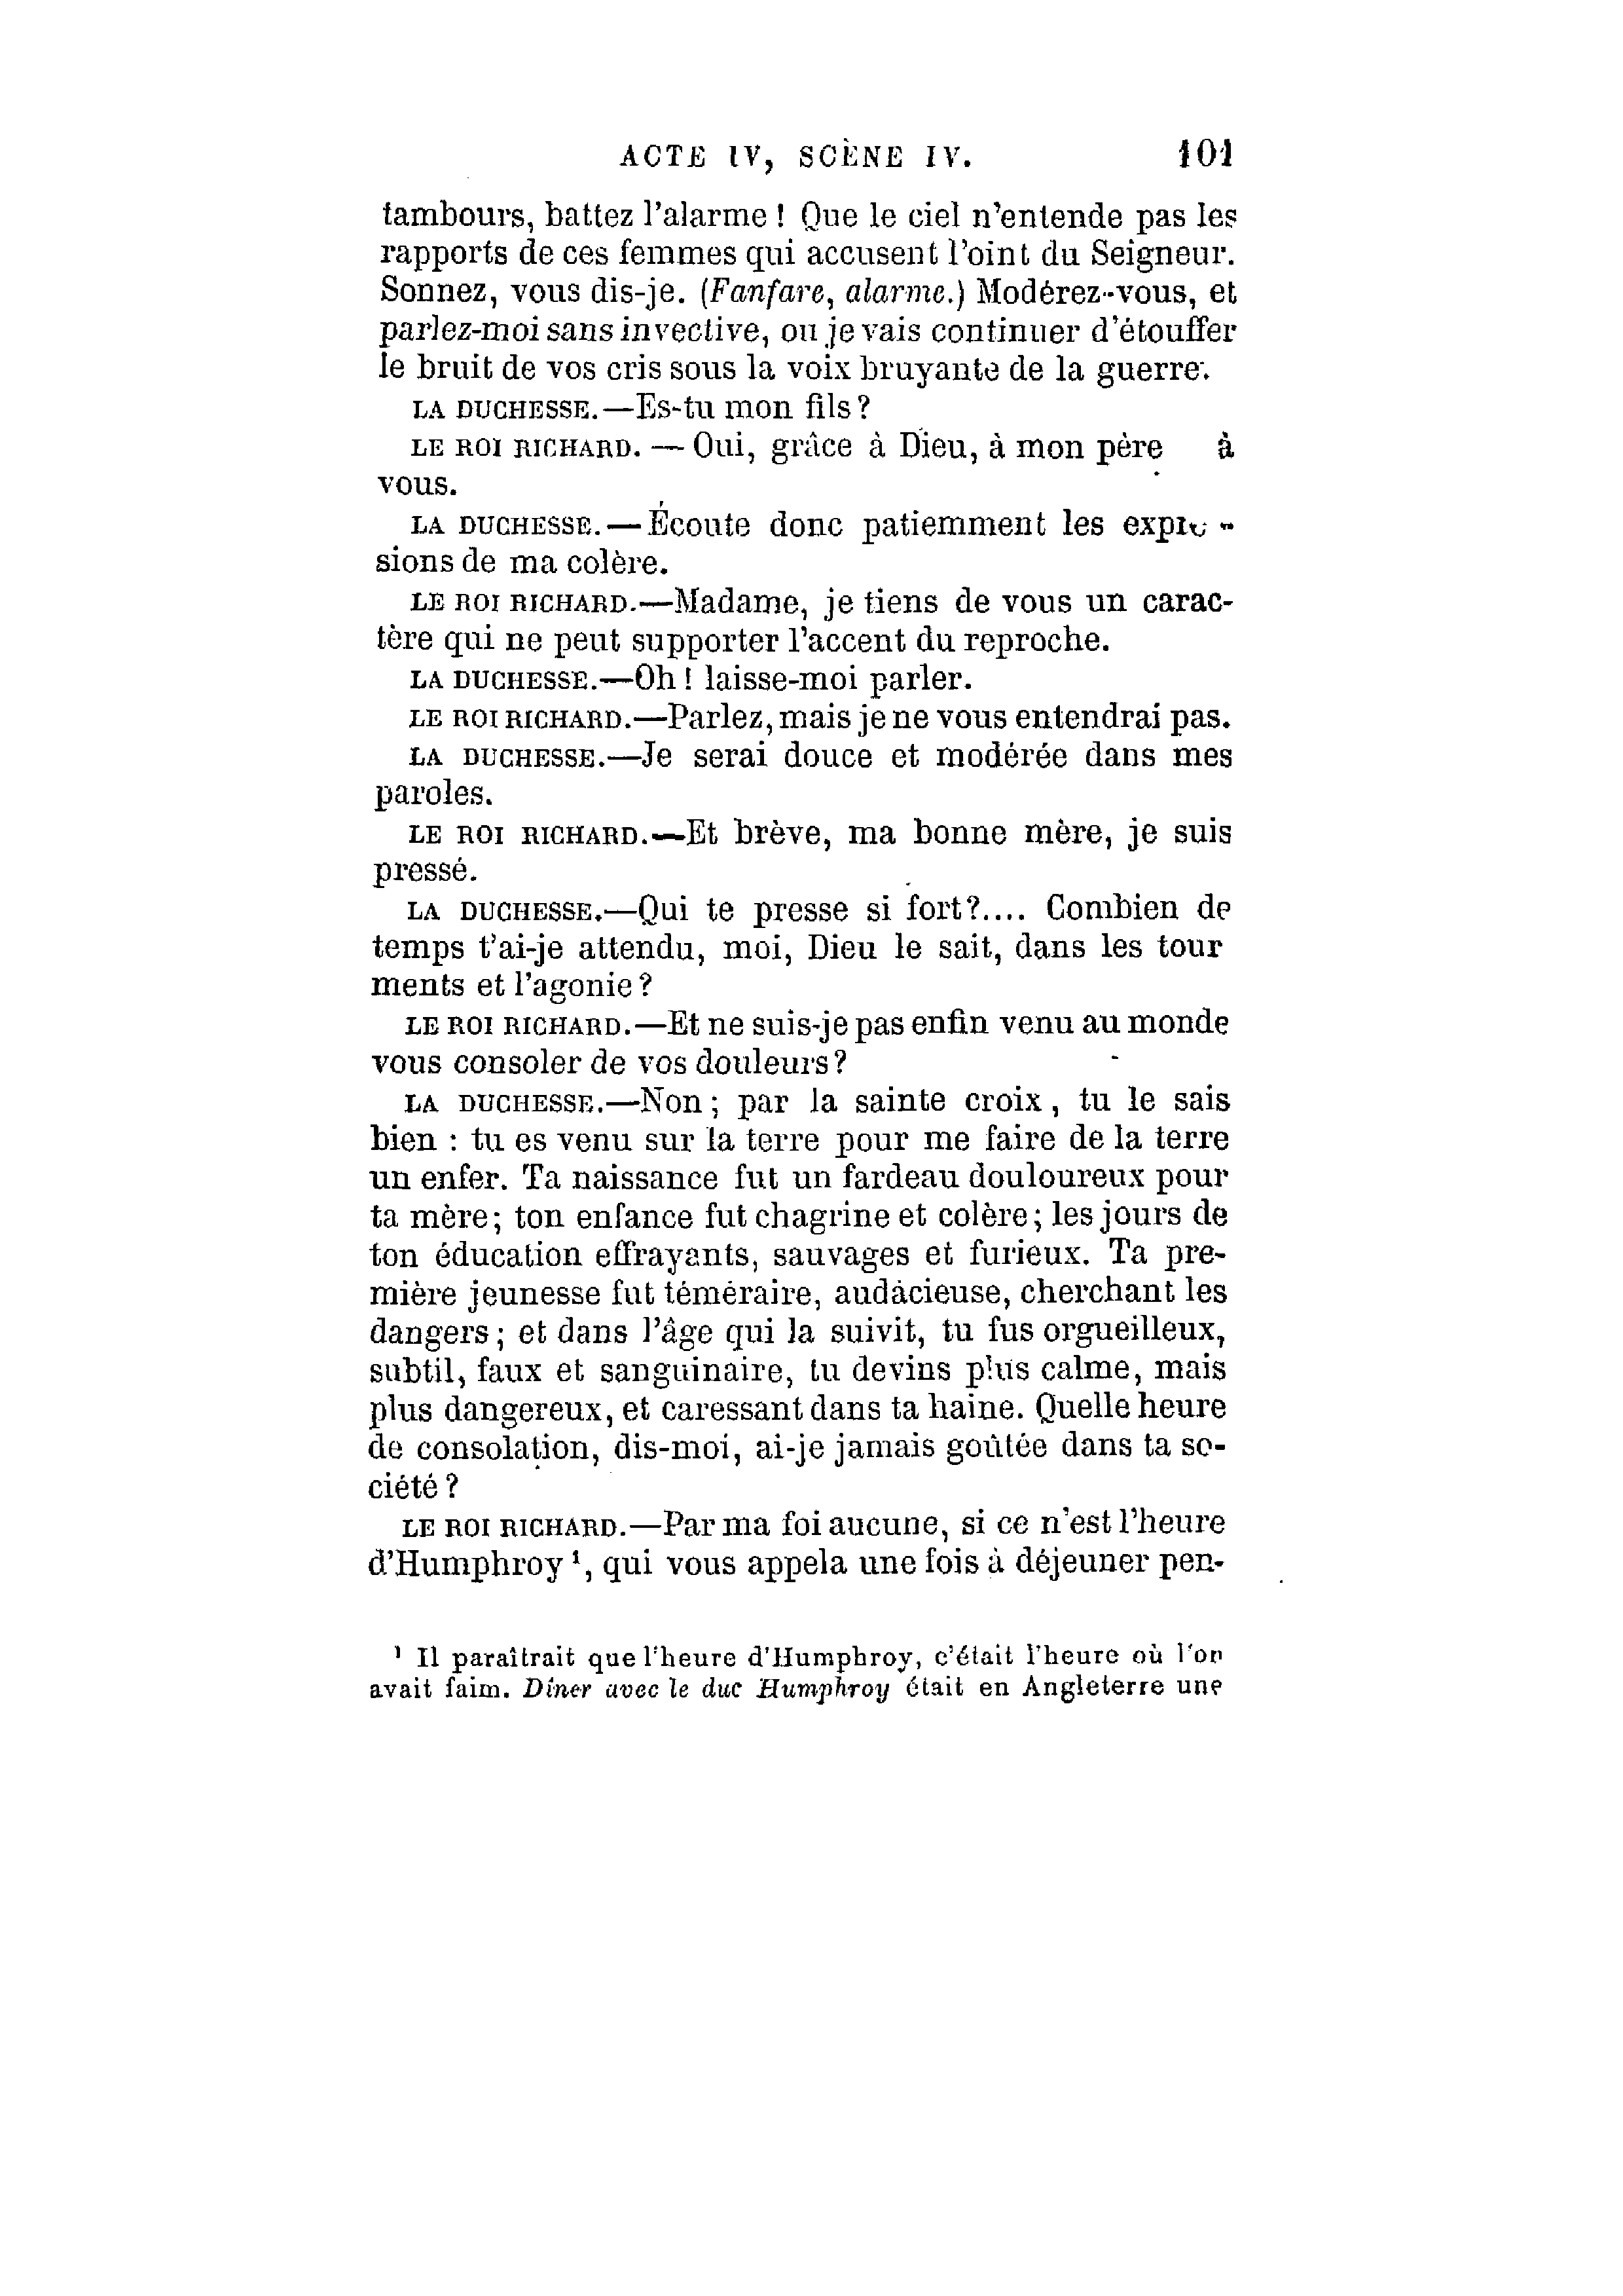 ACTE IV, SCÈNE IV. 101
tambours, battez l'alarme ! Que le ciel n'entende pas les
rapports de ces femmes qui accusent l'oint du Seigneur.
Sonnez, vous dis-je. (Fanfare, alarme.) Modérez-vous, et
parlez-moi sans invective, ou je vais continuer d'étouffer
le bruit de vos cris sous la voix bruyante de la guerre.
LA DUCHESSE.—Es-tu mon fils ?
LE ROI RICHARD. — Oui, grâce à Dieu, à mon père à
vous.
LA DUCHESSE. — Écoute donc patiemment les
sions de ma colère.
LE ROI RICHARD.—Madame, je tiens de vous un carac-
tère qui ne peut supporter l'accent du reproche.
LA DUCHESSE.—Oh ! laisse-moi parler.
LE ROI RICHARD.—Parlez, mais je ne vous entendrai pas.
LA DUCHESSE.—Je serai douce et modérée dans mes
paroles.
LE ROI RICHARD.—Et brève, ma bonne mère, je suis
pressé.
LA DUCHESSE.—Qui te presse si fort?.... Combien de
temps t'ai-je attendu, moi, Dieu le sait, dans les tour
ments et l'agonie ?
LE ROI RICHARD.—Et ne suis-je pas enfin venu au monde
vous consoler de vos douleurs ?
LA DUCHESSE.—Non ; par la sainte croix, tu le sais
bien : tu es venu sur la terre pour me faire de la terre
un enfer. Ta naissance fut un fardeau douloureux pour
ta mère; ton enfance fut chagrine et colère; les jours de
ton éducation effrayants, sauvages et furieux. Ta pre-
mière jeunesse fut téméraire, audacieuse, cherchant les
dangers ; et dans l'âge qui la suivit, tu fus orgueilleux,
subtil, faux et sanguinaire, tu devins plus calme, mais
plus dangereux, et caressant dans ta haine. Quelle heure
de consolation, dis-moi, ai-je jamais goûtée dans ta so-
ciété ?
LE ROI RICHARD.—Par ma foi aucune, si ce n'est l'heure
d'Humphroy ¹, qui vous appela une fois à déjeuner pen-
¹ Il paraîtrait que l'heure d'Humphroy, c'était l'heure où l'on
avait faim. Dîner avec le duc Humphroy était en Angleterre une